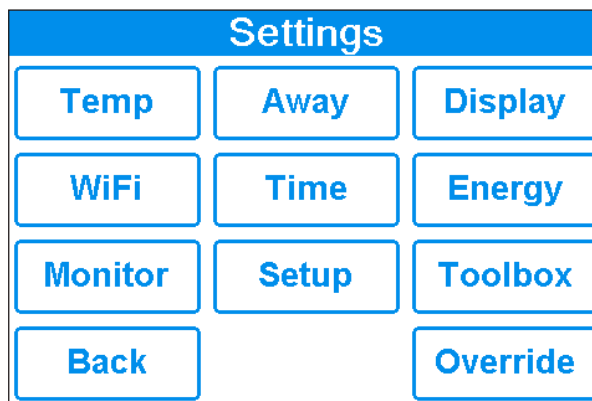 Settings
Temp Away Display
WiFi Time Energy
Monitor Setup Toolbox
Back Override